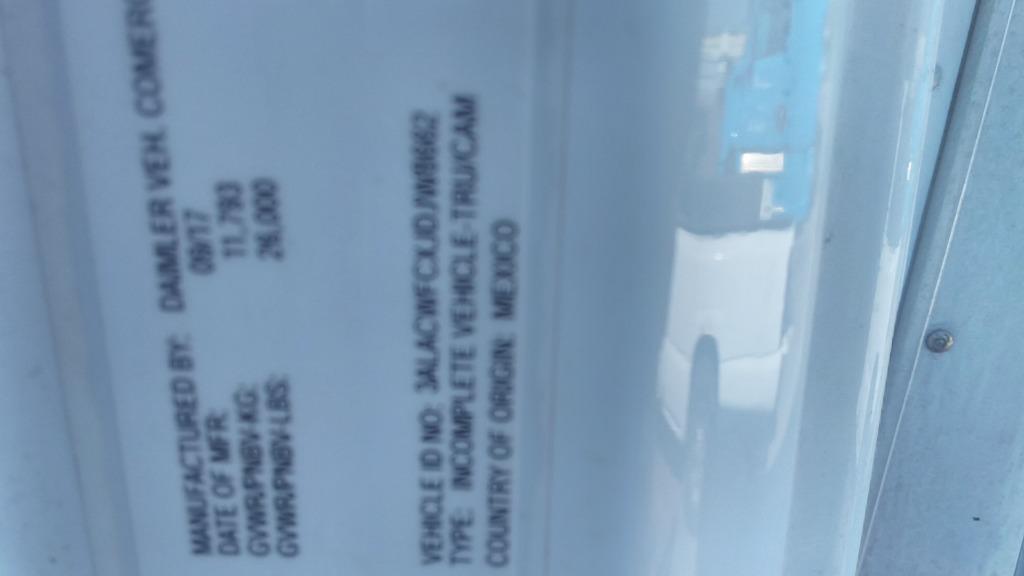 MANUFACTURED BY: DAIMLER VEH.
DATE OF MFR: 09/17
GVWR/PNBV-KG: 11,793
GVWR/PNBV-LBS: 26,000
VEHICLE ID NO:
TYPE: INCOMPLETE VEHICLE-TRU/CAM
COUNTRY OF ORIGIN: MEXICO